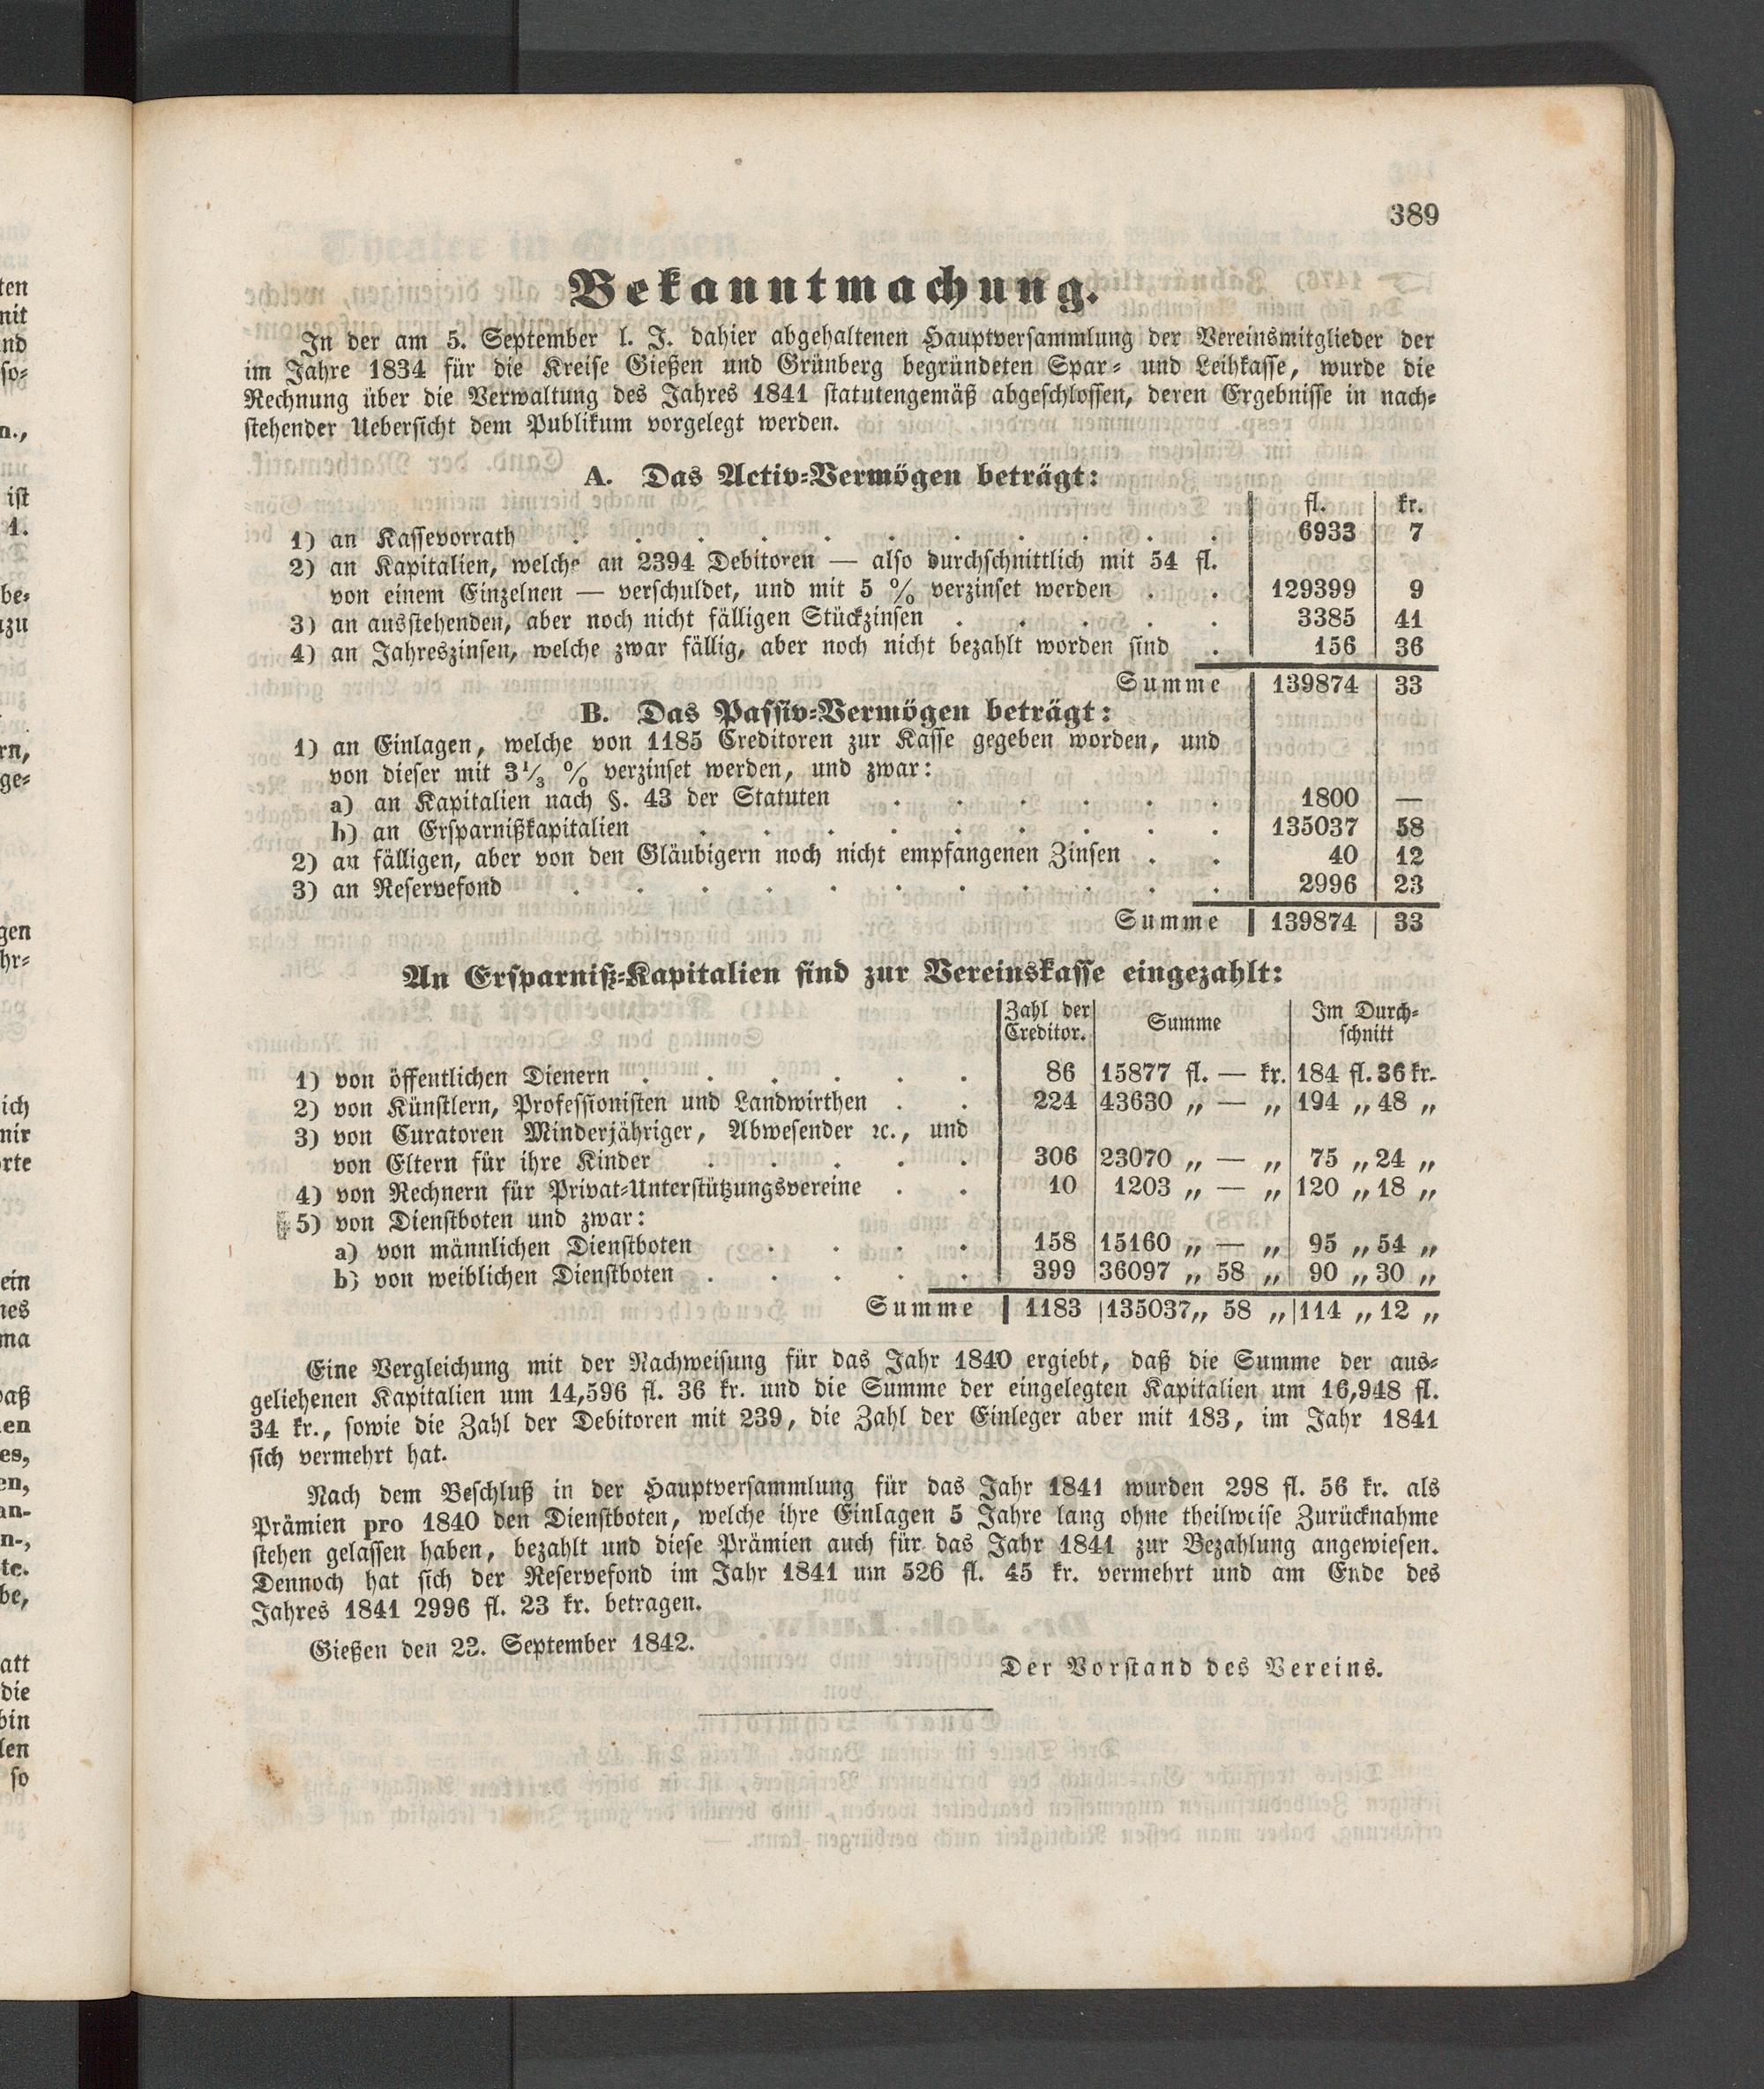 389
Bekanntmachung.
In der am 5. September l. J. dahier abgehaltenen Hauptversammlung der Vereinsmitglieder der
im Jahre 1834 für die Kreise Gießen und Grünberg begründeten Spar- und Leihkasse, wurde die
Rechnung über die Verwaltung des Jahres 1841 statutengemäß abgeschlossen, deren Ergebnisse in nach-
stehender Uebersicht dem Publikum vorgelegt werden.
A. Das Activ-Vermögen beträgt:
fl. kr.
1) an Kassevorrath . . . . . . . . . . . 6933 7
2) an Kapitalien, welche an 2394 Debitoren — also durchschnittlich mit 54 fl.
von einem Einzelnen — verschuldet, und mit 5 % verzinset werden . . 129399 9
3) an ausstehenden, aber noch nicht fälligen Stückzinsen . . . . . 3385 41
4) an Jahreszinsen, welche zwar fällig, aber noch nicht bezahlt worden sind . 156 36
Summe 139874 33
B. Das Passiv-Vermögen beträgt:
1) an Einlagen, welche von 1185 Creditoren zur Kasse gegeben worden, und
von dieser mit 3⅓ % verzinset werden, und zwar:
a) an Kapitalien nach §. 43 der Statuten . . . . . . 1800 —
b) an Ersparnißkapitalien . . . . . . . . . 135037 58
2) an fälligen, aber von den Gläubigern noch nicht empfangenen Zinsen . . 40 12
3) an Reservefond . . . . . . . . . . . 2996 23
Summe 139874 33
An Ersparniß-Kapitalien sind zur Vereinskasse eingezahlt:
Zahl der Creditor. Summe Im Durch-
schnitt
1) von öffentlichen Dienern . . . . . . 86 15877 fl. — kr. 184 fl. 36 kr.
2) von Künstlern, Professionisten und Landwirthen . . 224 43630 „ — „ 194 „ 48 „
3) von Curatoren Minderjähriger, Abwesender ꝛc., und
von Eltern für ihre Kinder . . . . . 306 23070 „ — „ 75 „ 24 „
4) von Rechnern für Privat-Unterstützungsvereine . . 10 1203 „ — „ 120 „ 18 „
5) von Dienstboten und zwar:
a) von männlichen Dienstboten . . . . 158 15160 „ — „ 95 „ 54 „
b) von weiblichen Dienstboten . . . . . 399 36097 „ 58 „ 90 „ 30 „
Summe 1183 135037 „ 58 „ 114 „ 12 „
Eine Vergleichung mit der Nachweisung für das Jahr 1840 ergiebt, daß die Summe der aus-
geliehenen Kapitalien um 14,596 fl. 36 kr. und die Summe der eingelegten Kapitalien um 16,948 fl.
34 kr., sowie die Zahl der Debitoren mit 239, die Zahl der Einleger aber mit 183, im Jahr 1841
sich vermehrt hat.
Nach dem Beschluß in der Hauptversammlung für das Jahr 1841 wurden 298 fl. 56 kr. als
Prämien pro 1840 den Dienstboten, welche ihre Einlagen 5 Jahre lang ohne theilweise Zurücknahme
stehen gelassen haben, bezahlt und diese Prämien auch für das Jahr 1841 zur Bezahlung angewiesen.
Dennoch hat sich der Reservefond im Jahr 1841 um 526 fl. 45 kr. vermehrt und am Ende des
Jahres 1841 2996 fl. 23 kr. betragen.
Gießen den 22. September 1842.
Der Vorstand des Vereins.